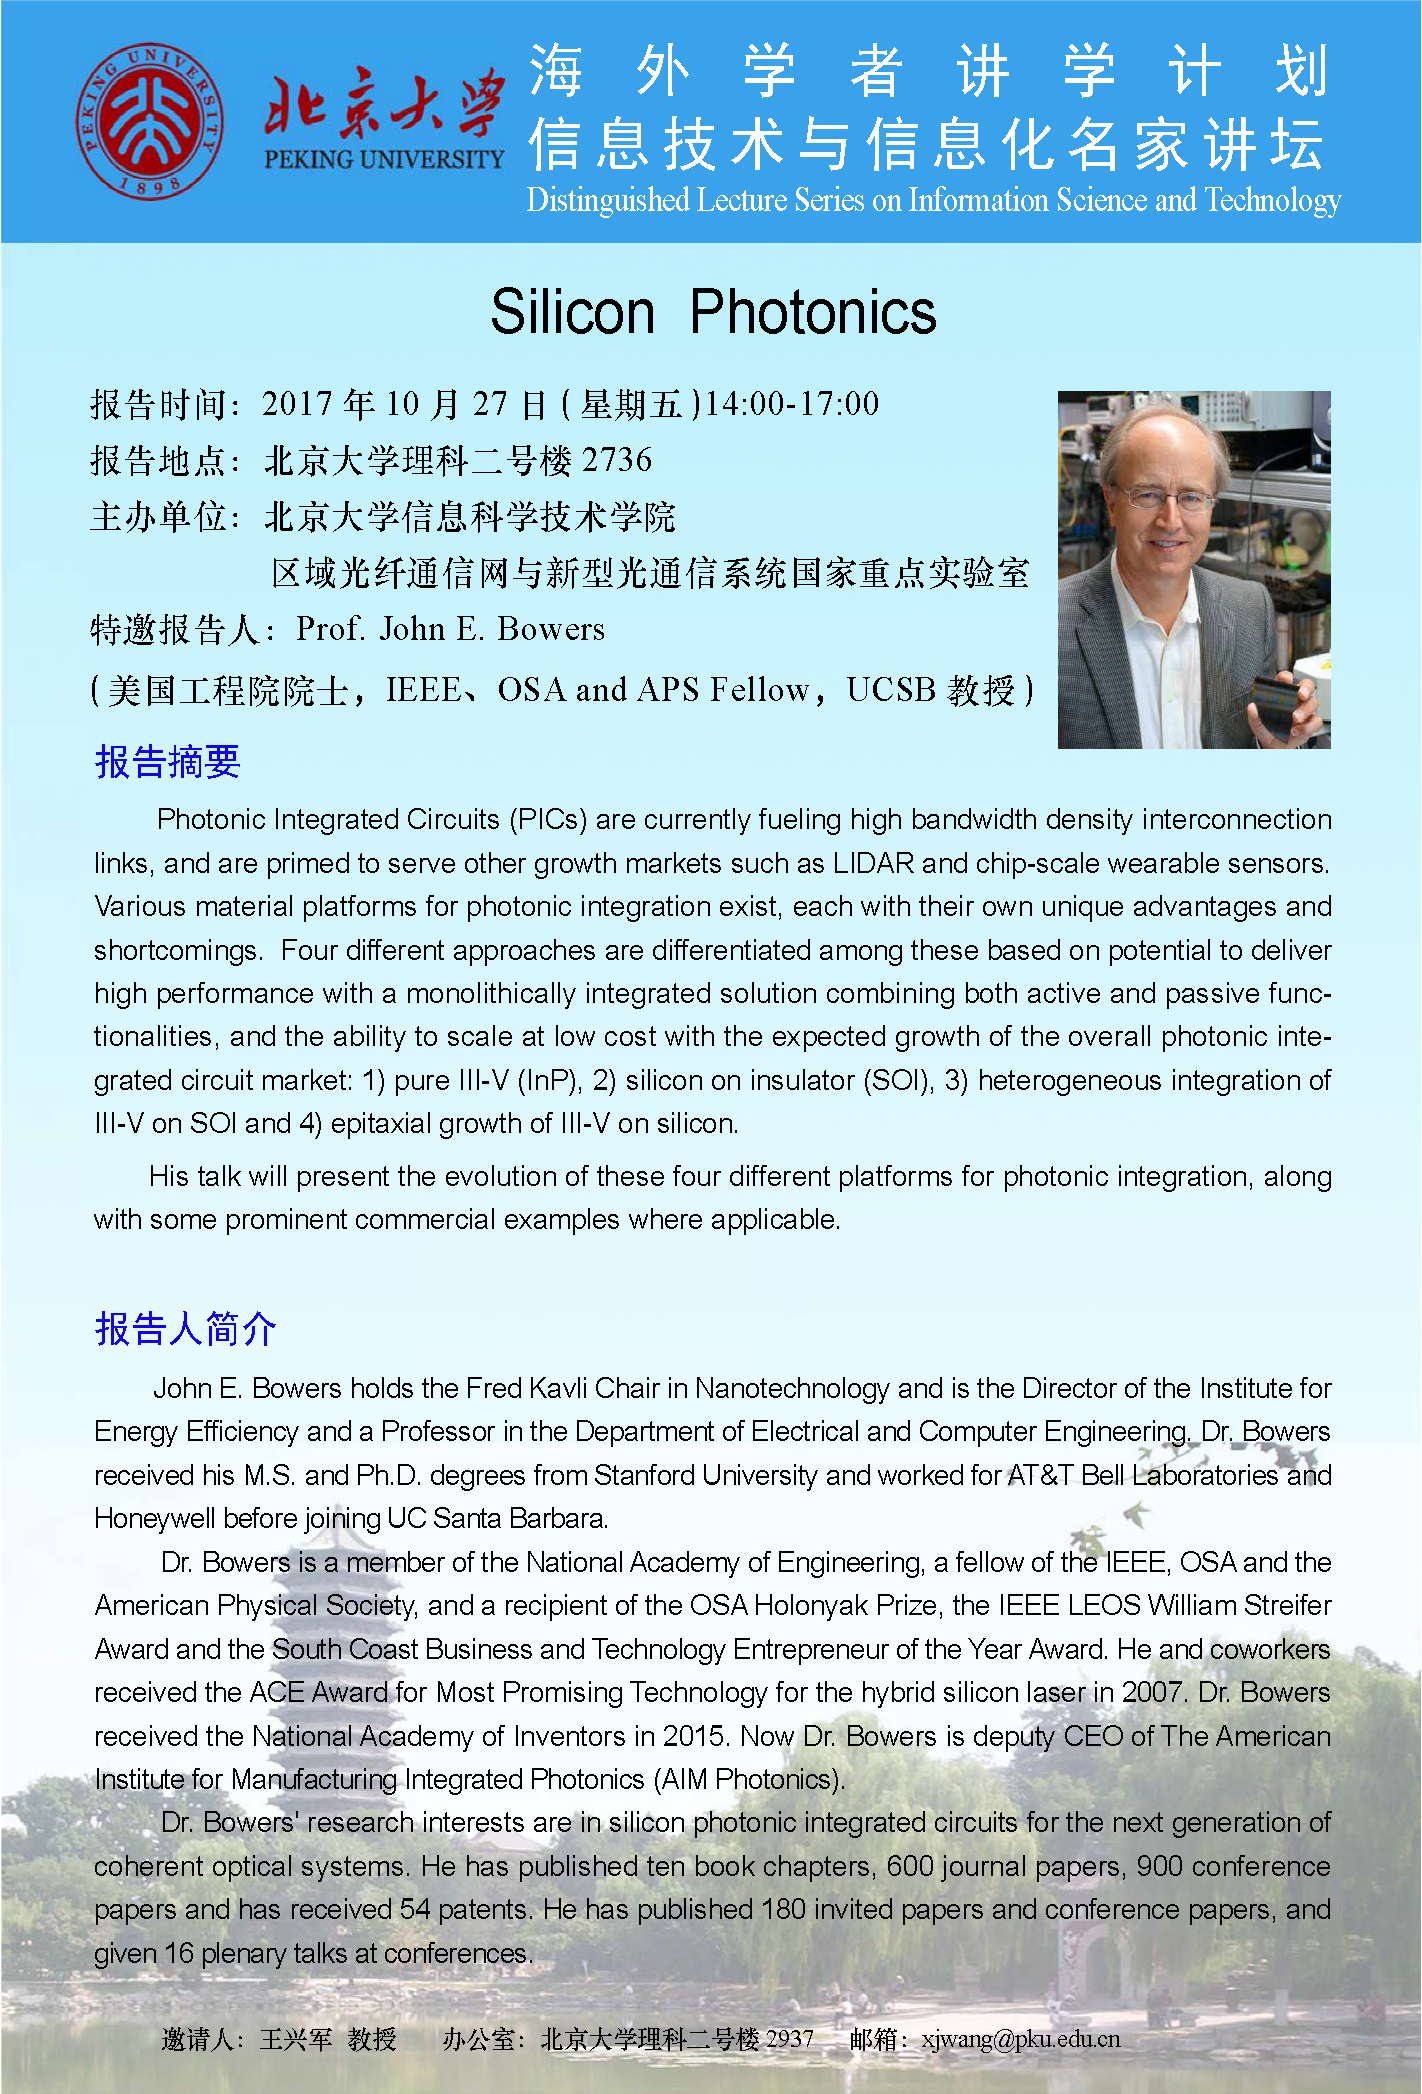 PEKING UNIVERSITY
1898
北京大学
PEKING UNIVERSITY
海外学者讲学计划
信息技术与信息化名家讲坛
Distinguished Lecture Series on Information Science and Technology
Silicon Photonics
报告时间：2017 年 10 月 27 日 ( 星期五 )14:00-17:00
报告地点：北京大学理科二号楼 2736
主办单位：北京大学信息科学技术学院
区域光纤通信网与新型光通信系统国家重点实验室
特邀报告人：Prof. John E. Bowers
( 美国工程院院士，IEEE、OSA and APS Fellow，UCSB 教授 )
报告摘要
Photonic Integrated Circuits (PICs) are currently fueling high bandwidth density interconnection
links, and are primed to serve other growth markets such as LIDAR and chip-scale wearable sensors.
Various material platforms for photonic integration exist, each with their own unique advantages and
shortcomings. Four different approaches are differentiated among these based on potential to deliver
high performance with a monolithically integrated solution combining both active and passive func-
tionalities, and the ability to scale at low cost with the expected growth of the overall photonic inte-
grated circuit market: 1) pure III-V (InP), 2) silicon on insulator (SOI), 3) heterogeneous integration of
III-V on SOI and 4) epitaxial growth of III-V on silicon.
His talk will present the evolution of these four different platforms for photonic integration, along
with some prominent commercial examples where applicable.
报告人简介
John E. Bowers holds the Fred Kavli Chair in Nanotechnology and is the Director of the Institute for
Energy Efficiency and a Professor in the Department of Electrical and Computer Engineering. Dr. Bowers
received his M.S. and Ph.D. degrees from Stanford University and worked for AT&T Bell Laboratories and
Honeywell before joining UC Santa Barbara.
Dr. Bowers is a member of the National Academy of Engineering, a fellow of the IEEE, OSA and the
American Physical Society, and a recipient of the OSA Holonyak Prize, the IEEE LEOS William Streifer
Award and the South Coast Business and Technology Entrepreneur of the Year Award. He and coworkers
received the ACE Award for Most Promising Technology for the hybrid silicon laser in 2007. Dr. Bowers
received the National Academy of Inventors in 2015. Now Dr. Bowers is deputy CEO of The American
Institute for Manufacturing Integrated Photonics (AIM Photonics).
Dr. Bowers' research interests are in silicon photonic integrated circuits for the next generation of
coherent optical systems. He has published ten book chapters, 600 journal papers, 900 conference
papers and has received 54 patents. He has published 180 invited papers and conference papers, and
given 16 plenary talks at conferences.
邀请人：王兴军 教授 办公室：北京大学理科二号楼 2937 邮箱：xjwang@pku.edu.cn